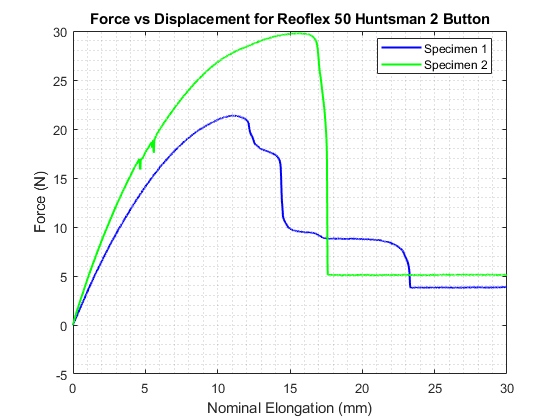 Force vs Displacement for Reoflex 50 Huntsman 2 Button
30
Specimen 1
Specimen 2
25
20
15
10
5
0
-5
Force (N)
0 5 10 15 20 25 30
Nominal Elongation (mm)